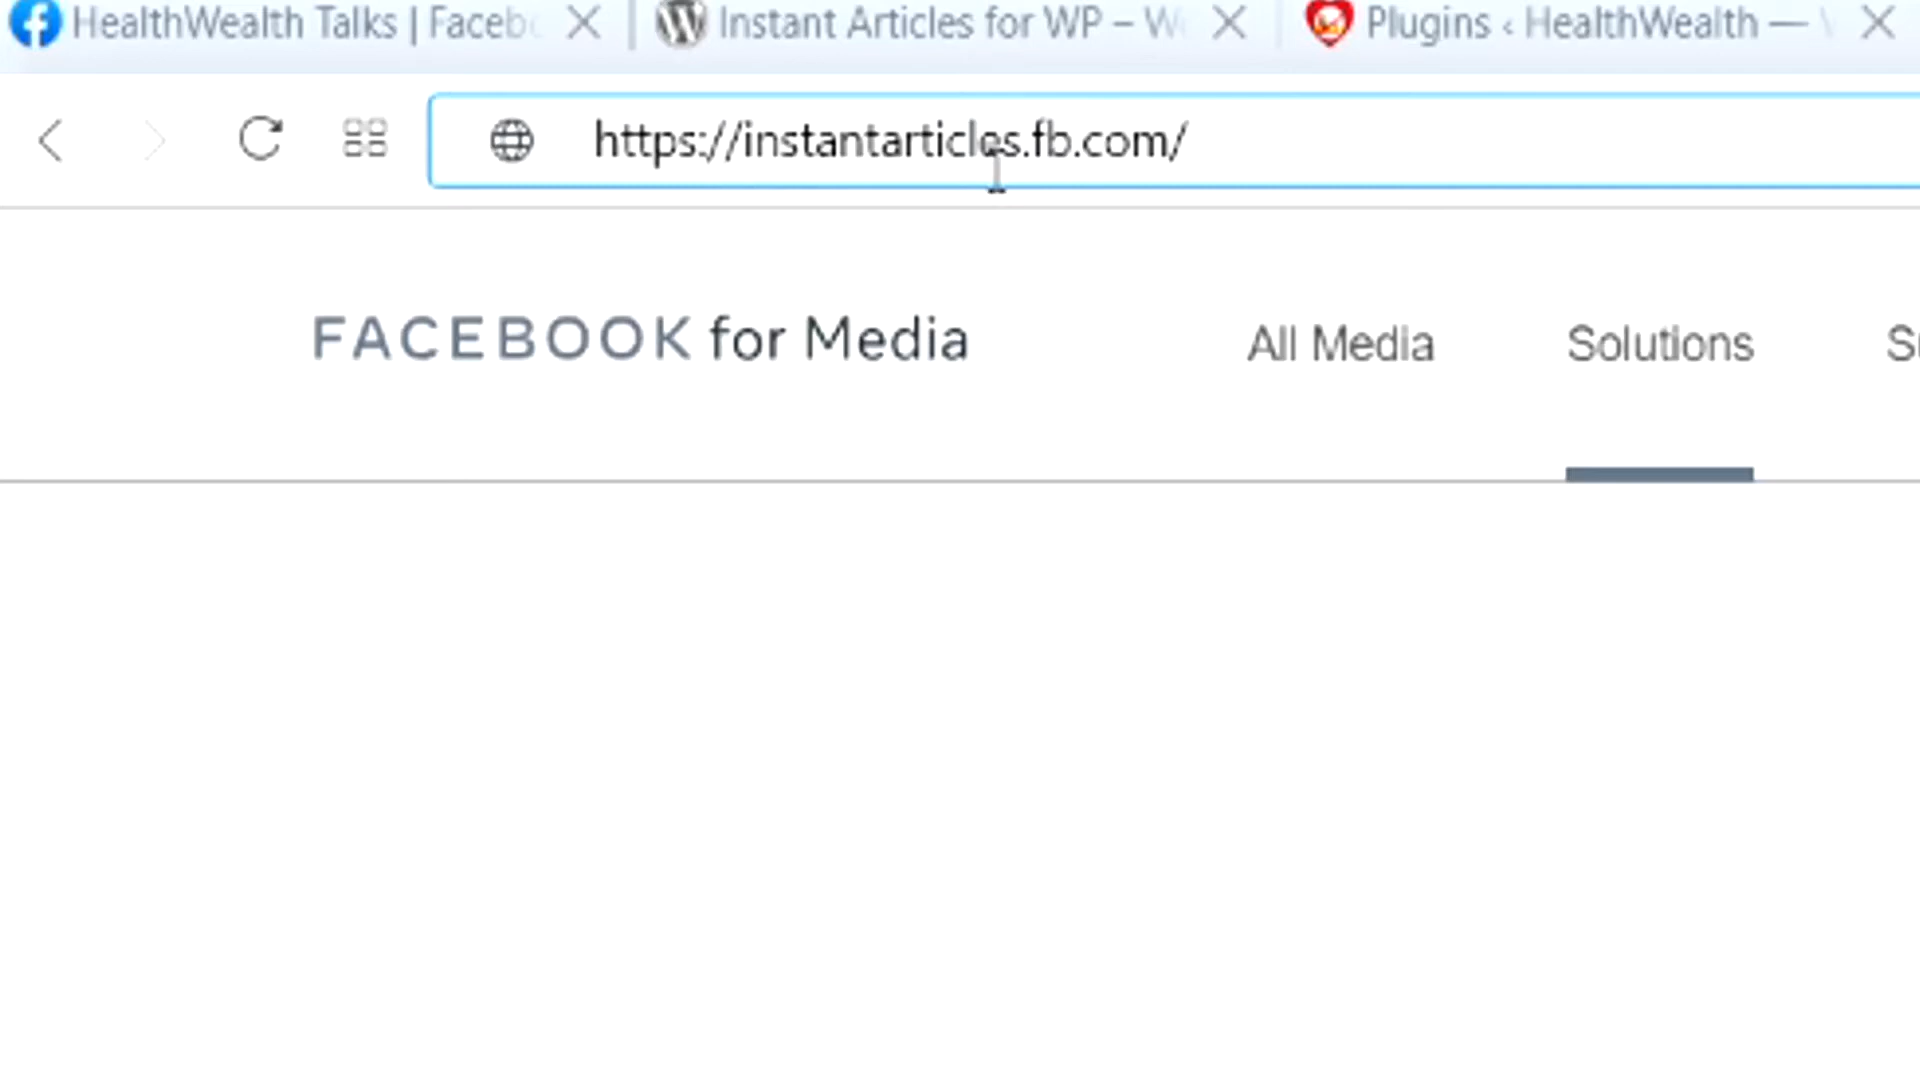 HealthWealth Talks | Faceb
Instant Articles for WP – W
Plugins ‹ HealthWealth —
https://instantarticles.fb.com/
FACEBOOK for Media
All Media
Solutions